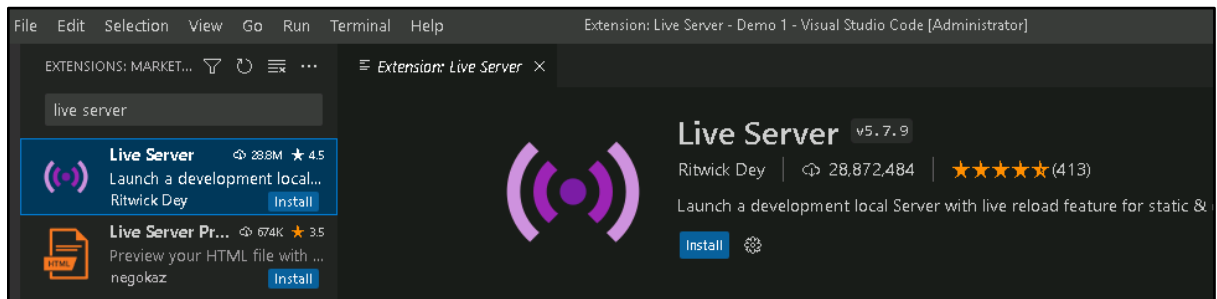 File Edit Selection View Go Run Terminal Help Extension: Live Server - Demo 1 - Visual Studio Code [Administrator]
EXTENSIONS: MARKET... Extension: Live Server
live server
Live Server 28.8M 4.5
Launch a development local...
Ritwick Dey Install
Live Server Pr... 674K 3.5
Preview your HTML file with ...
negokaz Install
HTML
Live Server v5.7.9
Ritwick Dey 28,872,484 (413)
Launch a development local Server with live reload feature for static &
Install